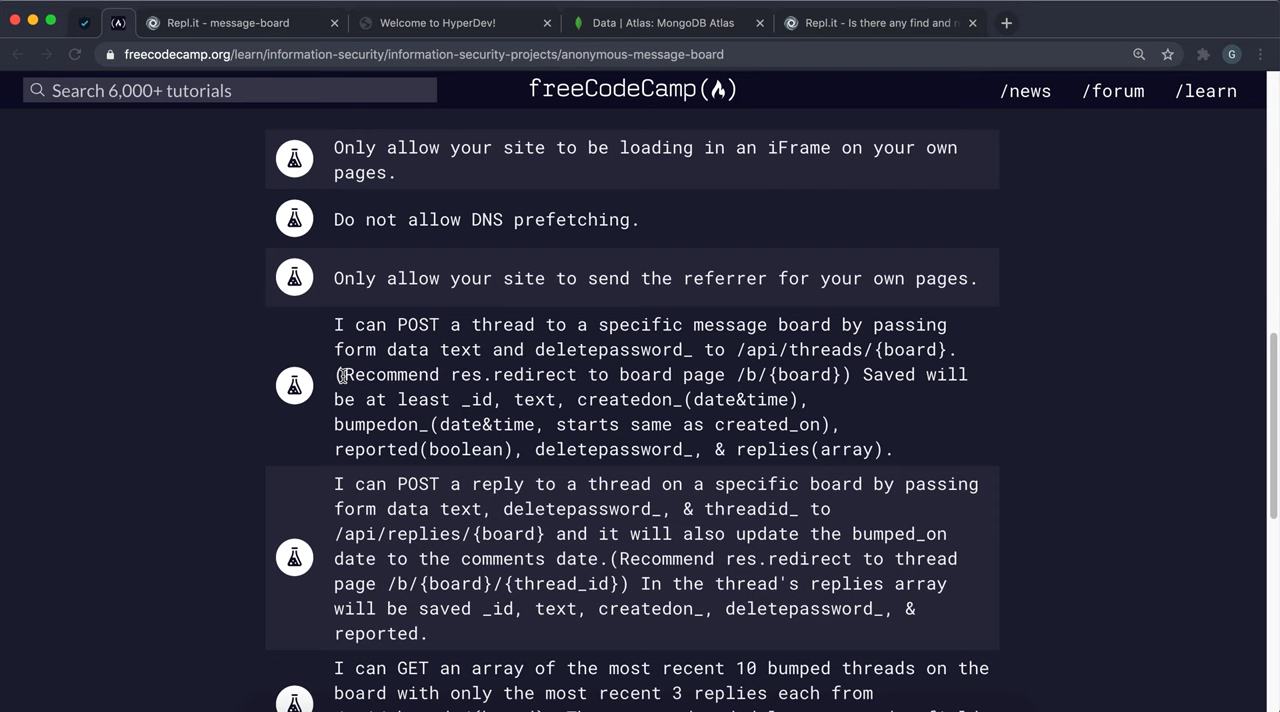 Repl.it - message-board
Welcome to HyperDev!
Data | Atlas: MongoDB Atlas
Repl.it - Is there any find and r
freecodecamp.org/learn/information-security/information-security-projects/anonymous-message-board
G
Search 6,000+ tutorials
freeCodeCamp
/news
/forum
/learn
Only allow your site to be loading in an iFrame on your own
pages.
Do not allow DNS prefetching.
Only allow your site to send the referrer for your own pages.
I can POST a thread to a specific message board by passing
form data text and deletepassword_ to /api/threads/{board}.
(Recommend res.redirect to board page /b/{board}) Saved will
be at least _id, text, createdon_(date&time),
bumpedon_(date&time, starts same as created_on),
reported(boolean), deletepassword_, & replies(array).
I can POST a reply to a thread on a specific board by passing
form data text, deletepassword_, & threadid_ to
/api/replies/{board} and it will also update the bumped_on
date to the comments date.(Recommend res.redirect to thread
page /b/{board}/{thread_id}) In the thread's replies array
will be saved _id, text, createdon_, deletepassword_, &
reported.
I can GET an array of the most recent 10 bumped threads on the
board with only the most recent 3 replies each from